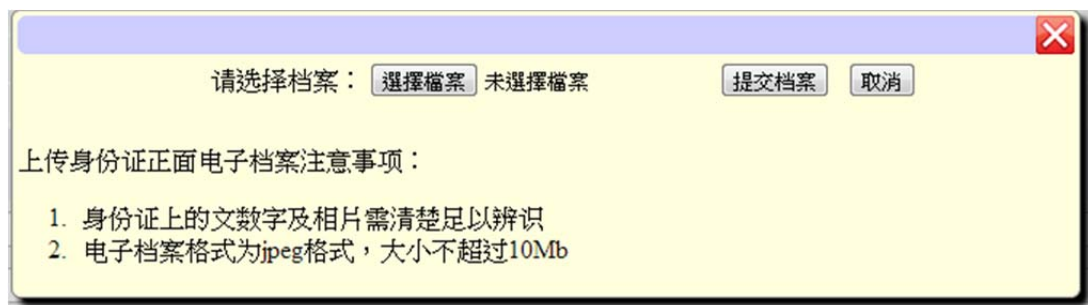 请选择档案： 選擇檔案 未選擇檔案 提交档案 取消
上传身份证正面电子档案注意事项：
1. 身份证上的文数字及相片需清楚足以辨识
2. 电子档案格式为jpeg格式，大小不超过10Mb